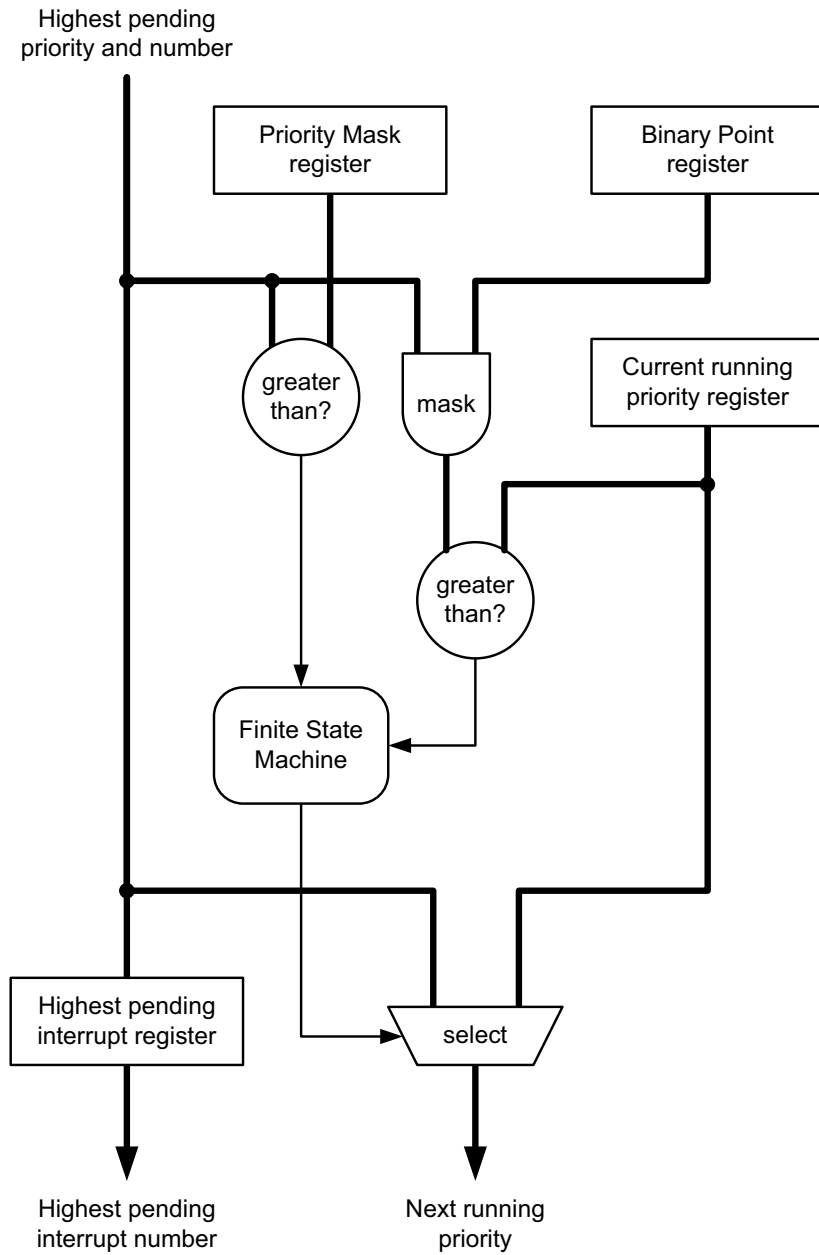 Highest pending
priority and number
Priority Mask
register
Binary Point
register
greater
than?
mask
Current running
priority register
greater
than?
Finite State
Machine
Highest pending
interrupt register
select
Highest pending
interrupt number
Next running
priority